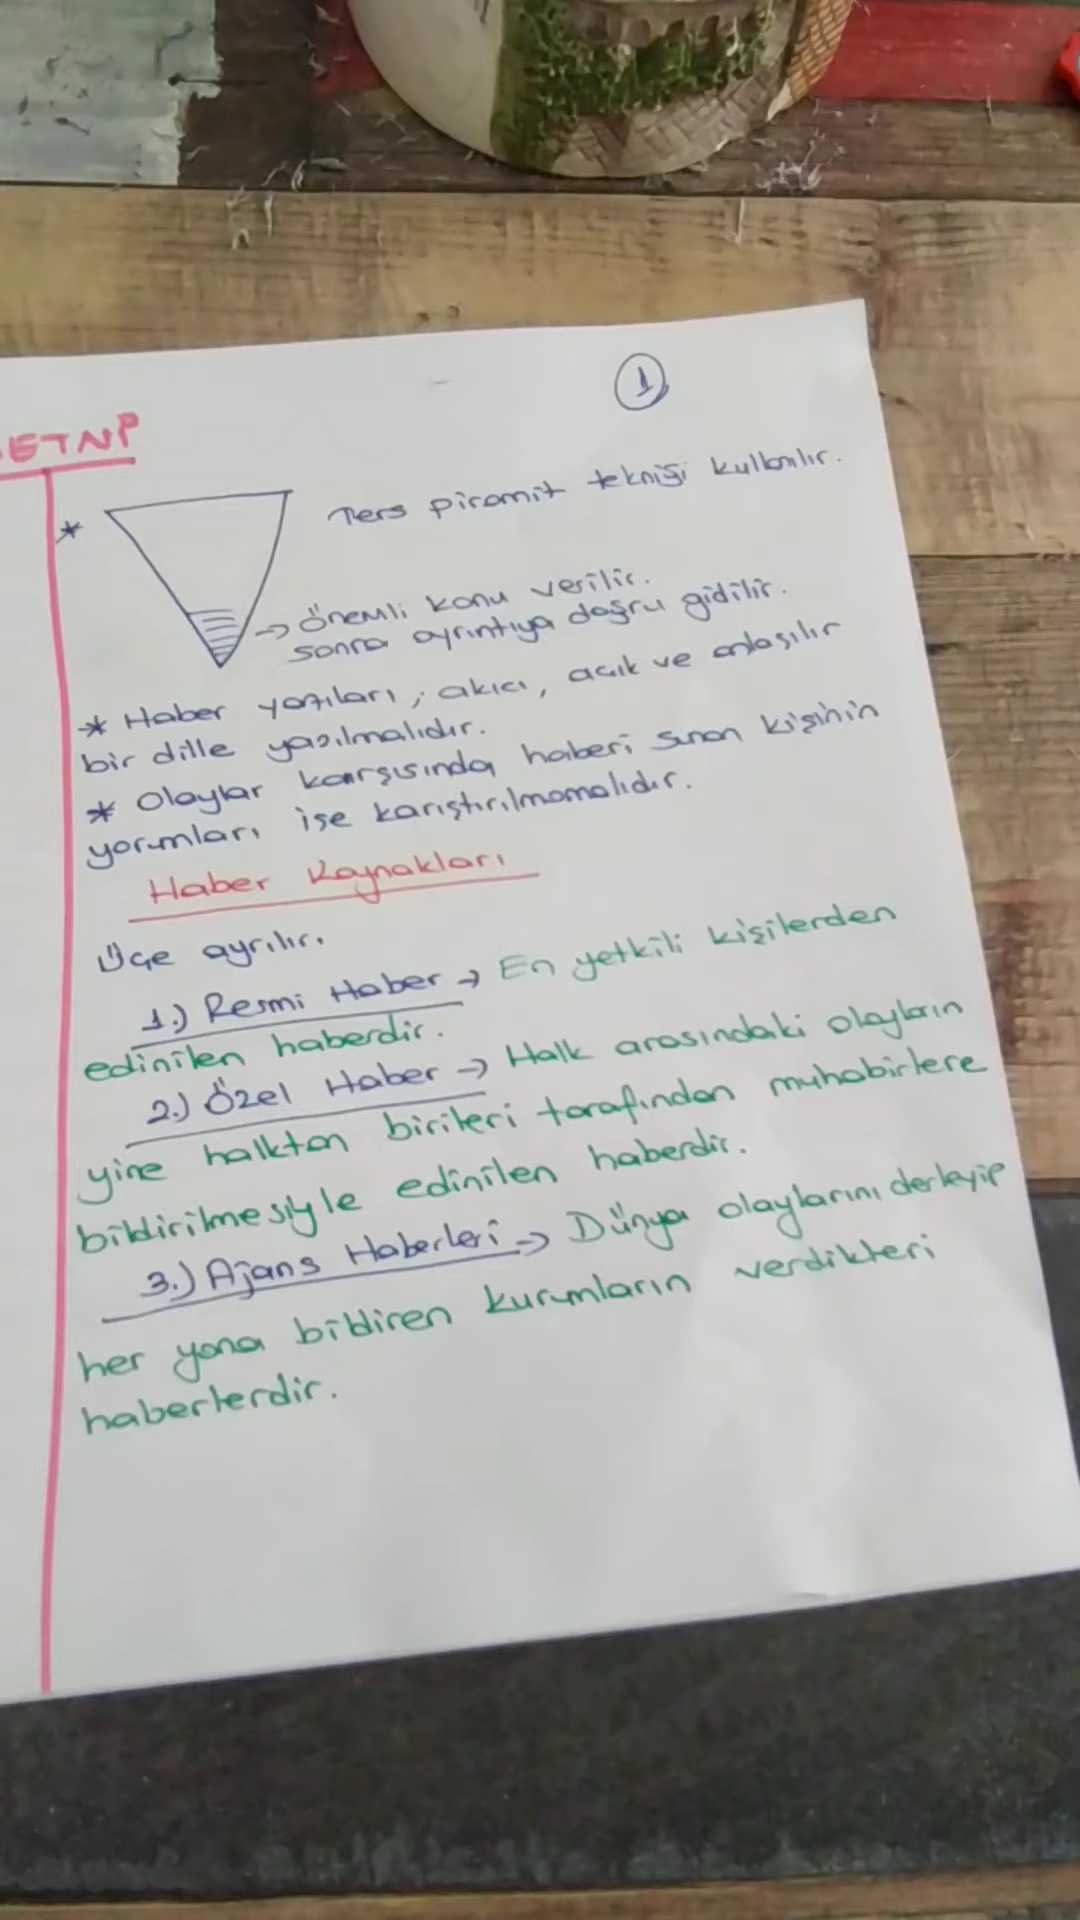 1
ETNP
* Ters piramit tekniği kullanılır.
→ Önemli konu verilir.
sonra ayrıntıya doğru gidilir.
* Haber yazıları; akıcı, açık ve anlaşılır
bir dille yazılmalıdır.
* Olaylar karşısında haberi sunan kişinin
yorumları işe karıştırılmamalıdır.
Haber Kaynakları
Üçe ayrılır.
1.) Resmi Haber → En yetkili kişilerden
edinilen haberdir.
2.) Özel Haber → Halk arasındaki olayların
yine halktan birileri tarafından muhabirlere
bildirilmesiyle edinilen haberdir.
3.) Ajans Haberleri → Dünya olaylarını derleyip
her yana bildiren kurumların verdikleri
haberlerdir.